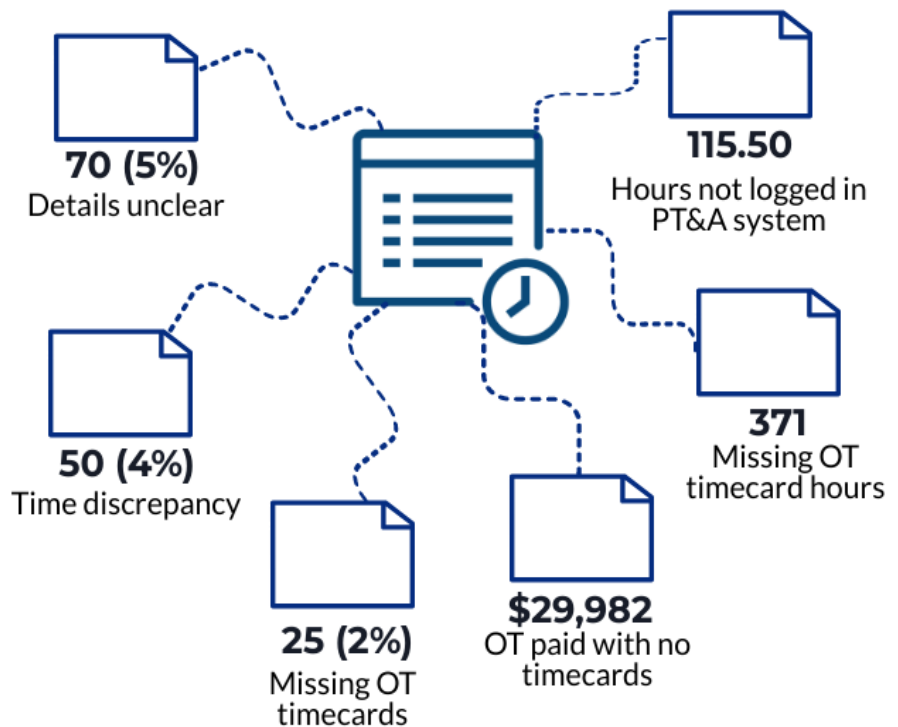 70 (5%)
Details unclear
115.50
Hours not logged in
PT&A system
50 (4%)
Time discrepancy
371
Missing OT
timecard hours
25 (2%)
Missing OT
timecards
$29,982
OT paid with no
timecards